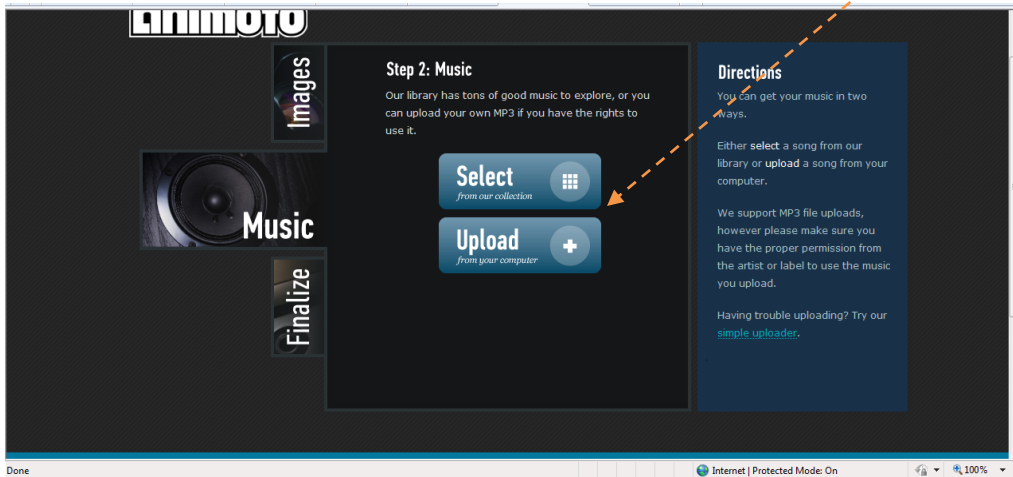 animoto
Images
Step 2: Music
Our library has tons of good music to explore, or you
can upload your own MP3 if you have the rights to
use it.
Select
from our collection
Upload
from your computer
Music
Finalize
Directions
You can get your music in two
ways.
Either select a song from our
library or upload a song from your
computer.
We support MP3 file uploads,
however please make sure you
have the proper permission from
the artist or label to use the music
you upload.
Having trouble uploading? Try our
simple uploader.
Done
Internet | Protected Mode: On
100%